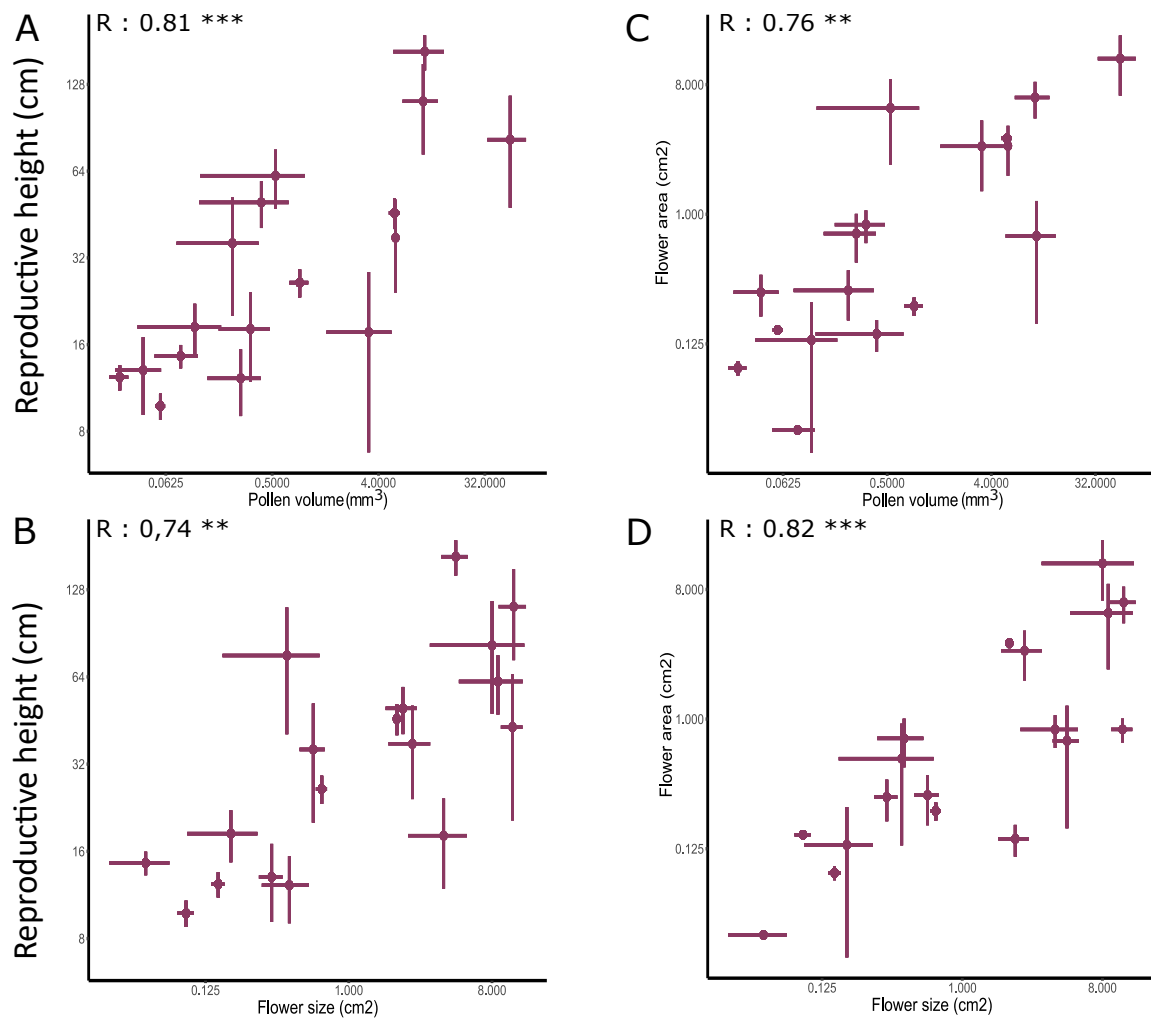 A
R : 0.81 ***
Reproductive height (cm)
128
64
32
16
8
0.0625
0.5000
4.0000
32.0000
Pollen volume (mm3)
C
R : 0.76 **
Flower area (cm2)
8.000
1.000
0.125
0.0625
0.5000
4.0000
32.0000
Pollen volume (mm3)
B
R : 0,74 **
Reproductive height (cm)
128
64
32
16
8
0.125
1.000
8.000
Flower size (cm2)
D
R : 0.82 ***
Flower area (cm2)
8.000
1.000
0.125
0.125
1.000
8.000
Flower size (cm2)